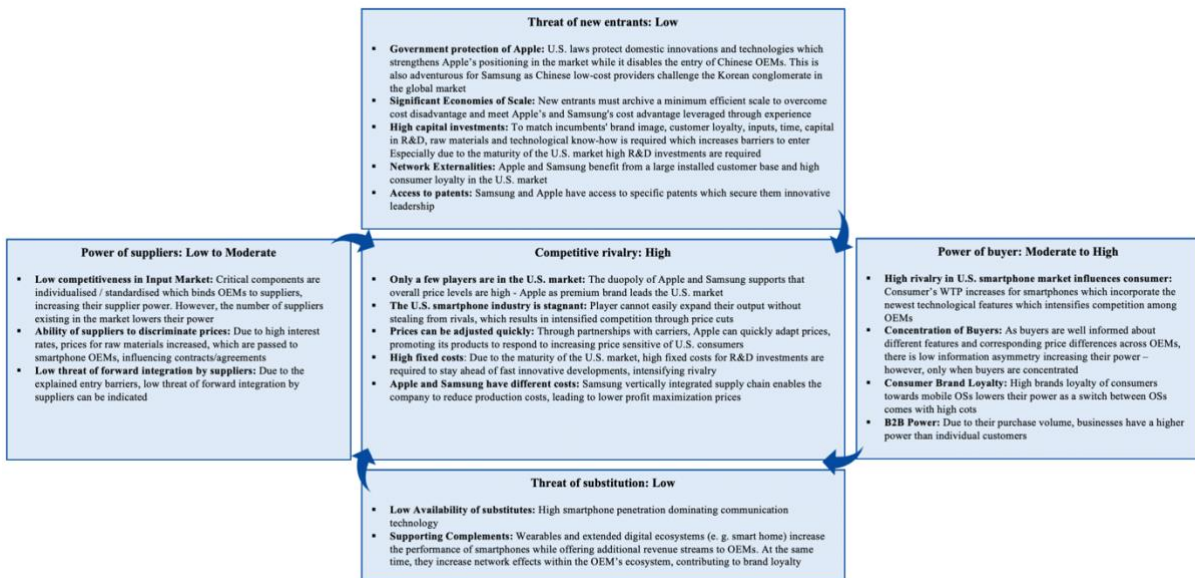 Threat of new entrants: Low
▪ Government protection of Apple: U.S. laws protect domestic innovations and technologies which
strengthens Apple's positioning in the market while it disables the entry of Chinese OEMs. This is
also adventurous for Samsung as Chinese low-cost providers challenge the Korean conglomerate in
the global market
▪ Significant Economies of Scale: New entrants must archive a minimum efficient scale to overcome
cost disadvantage and meet Apple's and Samsung's cost advantage leveraged through experience
▪ High capital investments: To match incumbents' brand image, customer loyalty, inputs, time, capital
in R&D, raw materials and technological know-how is required which increases barriers to enter
Especially due to the maturity of the U.S. market high R&D investments are required
▪ Network Externalities: Apple and Samsung benefit from a large installed customer base and high
consumer loyalty in the U.S. market
▪ Access to patents: Samsung and Apple have access to specific patents which secure them innovative
leadership
Power of suppliers: Low to Moderate
▪ Low competitiveness in Input Market: Critical components are
individualised / standardised which binds OEMs to suppliers,
increasing their supplier power. However, the number of suppliers
existing in the market lowers their power
▪ Ability of suppliers to discriminate prices: Due to high interest
rates, prices for raw materials increased, which are passed to
smartphone OEMs, influencing contracts/agreements
▪ Low threat of forward integration by suppliers: Due to the
explained entry barriers, low threat of forward integration by
suppliers can be indicated
Competitive rivalry: High
▪ Only a few players are in the U.S. market: The duopoly of Apple and Samsung supports that
overall price levels are high - Apple as premium brand leads the U.S. market
▪ The U.S. smartphone industry is stagnant: Player cannot easily expand their output without
stealing from rivals, which results in intensified competition through price cuts
▪ Prices can be adjusted quickly: Through partnerships with carriers, Apple can quickly adapt prices,
promoting its products to respond to increasing price sensitive of U.S. consumers
▪ High fixed costs: Due to the maturity of the U.S. market, high fixed costs for R&D investments are
required to stay ahead of fast innovative developments, intensifying rivalry
▪ Apple and Samsung have different costs: Samsung vertically integrated supply chain enables the
company to reduce production costs, leading to lower profit maximization prices
Power of buyer: Moderate to High
▪ High rivalry in U.S. smartphone market influences consumer:
Consumer's WTP increases for smartphones which incorporate the
newest technological features which intensifies competition among
OEMs
▪ Concentration of Buyers: As buyers are well informed about
different features and corresponding price differences across OEMs,
there is low information asymmetry increasing their power –
however, only when buyers are concentrated
▪ Consumer Brand Loyalty: High brands loyalty of consumers
towards mobile OSs lowers their power as a switch between OSs
comes with high cots
▪ B2B Power: Due to their purchase volume, businesses have a higher
power than individual customers
Threat of substitution: Low
▪ Low Availability of substitutes: High smartphone penetration dominating communication
technology
▪ Supporting Complements: Wearables and extended digital ecosystems (e. g. smart home) increase
the performance of smartphones while offering additional revenue streams to OEMs. At the same
time, they increase network effects within the OEM's ecosystem, contributing to brand loyalty